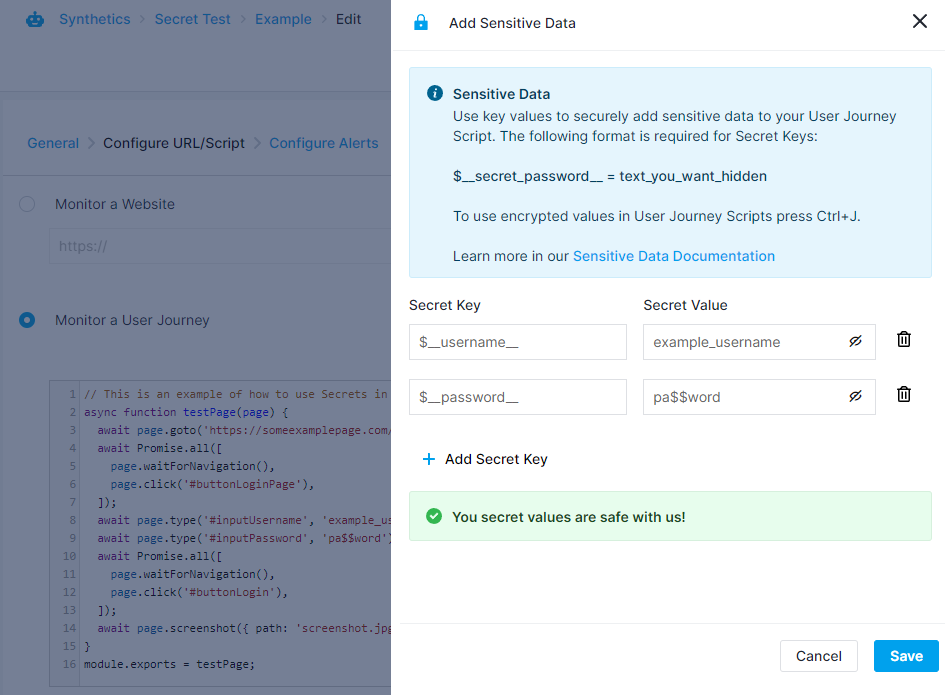 Synthetics > Secret Test > Example > Edit
General > Configure URL/Script > Configure Alerts
Monitor a Website
https://
Monitor a User Journey
1 // This is an example of how to use Secrets in
2 async function testPage(page) {
3 await page.goto('https://someexamplepage.com/
4 await Promise.all([
5 page.waitForNavigation(),
6 page.click('#buttonLoginPage'),
7 ]);
8 await page.type('#inputUsername', 'example_us
9 await page.type('#inputPassword', 'pa$$word')
10 await Promise.all([
11 page.waitForNavigation(),
12 page.click('#buttonLogin'),
13 ]);
14 await page.screenshot({ path: 'screenshot.jpg
15 }
16 module.exports = testPage;
Add Sensitive Data
Sensitive Data
Use key values to securely add sensitive data to your User Journey
Script. The following format is required for Secret Keys:
$__secret_password__ = text_you_want_hidden
To use encrypted values in User Journey Scripts press Ctrl+J.
Learn more in our Sensitive Data Documentation
Secret Key Secret Value
$__username__ example_username
$__password__ pa$$word
+ Add Secret Key
You secret values are safe with us!
Cancel Save